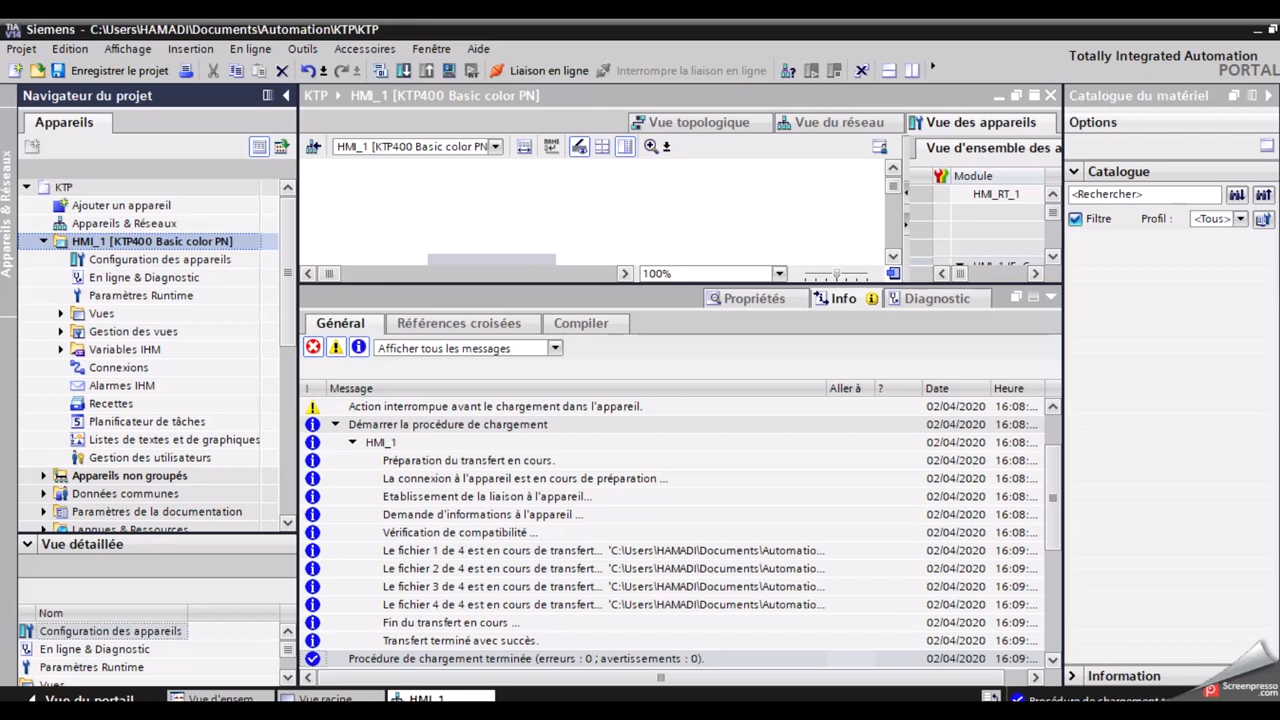 TIA
V14
Siemens - C:\Users\HAMADI\Documents\Automation\KTP\KTP
Projet Edition Affichage Insertion En ligne Outils Accessoires Fenêtre Aide
Totally Integrated Automation
PORTAL
Enregistrer le projet
Liaison en ligne
Interrompre la liaison en ligne
Navigateur du projet
KTP
HMI_1 [KTP400 Basic color PN]
Catalogue du matériel
Appareils
Vue topologique
Vue du réseau
Vue des appareils
Options
HMI_1 [KTP400 Basic color PN
Vue d'ensemble des a
Module
HMI_RT_1
100%
Catalogue
<Rechercher>
Filtre
Profil :
<Tous>
Appareils & Réseaux
KTP
Ajouter un appareil
Appareils & Réseaux
HMI_1 [KTP400 Basic color PN]
Configuration des appareils
En ligne & Diagnostic
Paramètres Runtime
Vues
Gestion des vues
Variables IHM
Connexions
Alarmes IHM
Recettes
Planificateur de tâches
Listes de textes et de graphiques
Gestion des utilisateurs
Appareils non groupés
Données communes
Paramètres de la documentation
Langues & Ressources
Propriétés
Info
Diagnostic
Général
Références croisées
Compiler
Afficher tous les messages
! Message Aller à ? Date Heure
Action interrompue avant le chargement dans l'appareil. 02/04/2020 16:08:...
Démarrer la procédure de chargement 02/04/2020 16:08:...
HMI_1 02/04/2020 16:08:...
Préparation du transfert en cours. 02/04/2020 16:08:...
La connexion à l'appareil est en cours de préparation ... 02/04/2020 16:08:...
Etablissement de la liaison à l'appareil... 02/04/2020 16:08:...
Demande d'informations à l'appareil ... 02/04/2020 16:08:...
Vérification de compatibilité ... 02/04/2020 16:08:...
Le fichier 1 de 4 est en cours de transfert... 'C:\Users\HAMADI\Documents\Automatio... 02/04/2020 16:09:...
Le fichier 2 de 4 est en cours de transfert... 'C:\Users\HAMADI\Documents\Automatio... 02/04/2020 16:09:...
Le fichier 3 de 4 est en cours de transfert... 'C:\Users\HAMADI\Documents\Automatio... 02/04/2020 16:09:...
Le fichier 4 de 4 est en cours de transfert... 'C:\Users\HAMADI\Documents\Automatio... 02/04/2020 16:09:...
Fin du transfert en cours ... 02/04/2020 16:09:...
Transfert terminé avec succès. 02/04/2020 16:09:...
Procédure de chargement terminée (erreurs : 0 ; avertissements : 0). 02/04/2020 16:09:...
Vue détaillée
Nom
Configuration des appareils
En ligne & Diagnostic
Paramètres Runtime
Vues
Information
Vue du portail
Vue d'ensem
Vue racine
HMI_1
Procédure de chargement t
Screenpresso
.com